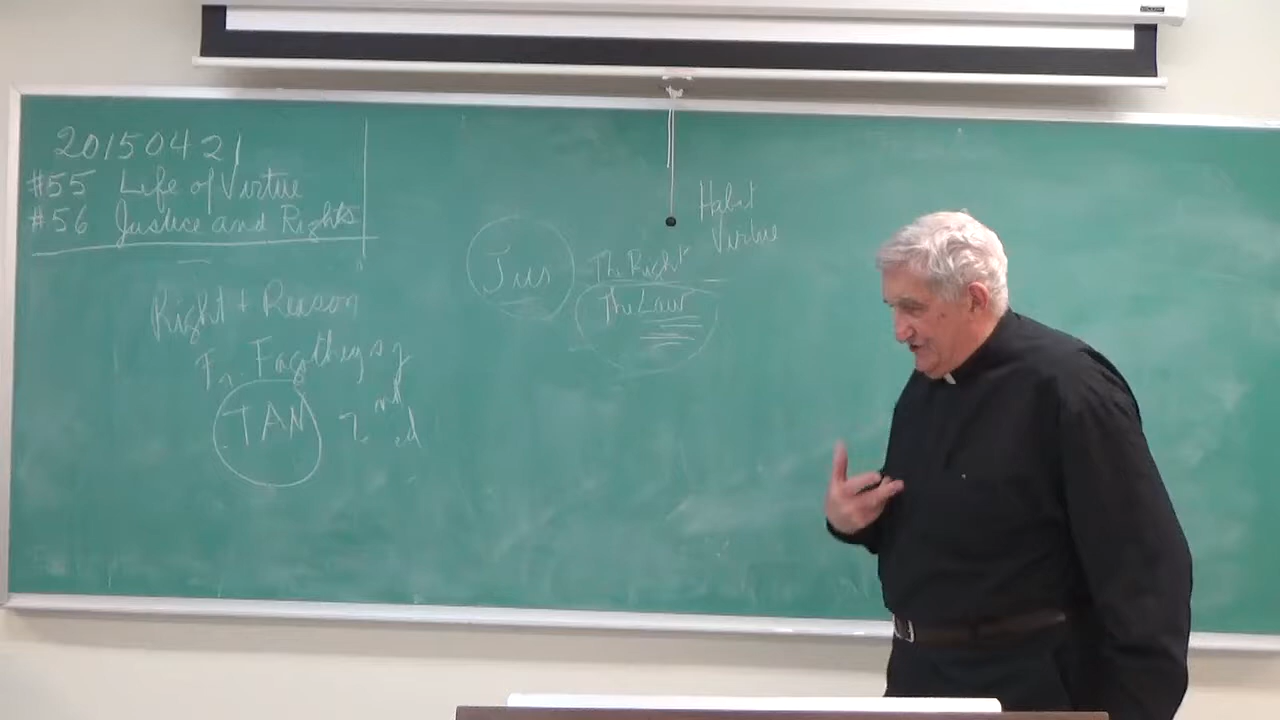 20150421
#55 Life of Virtue
#56 Justice and Rights
Right + Reason
Fr. Fagothey sj
TAN 2nd ed
Jus
The Right
The Law
Habit
Virtue